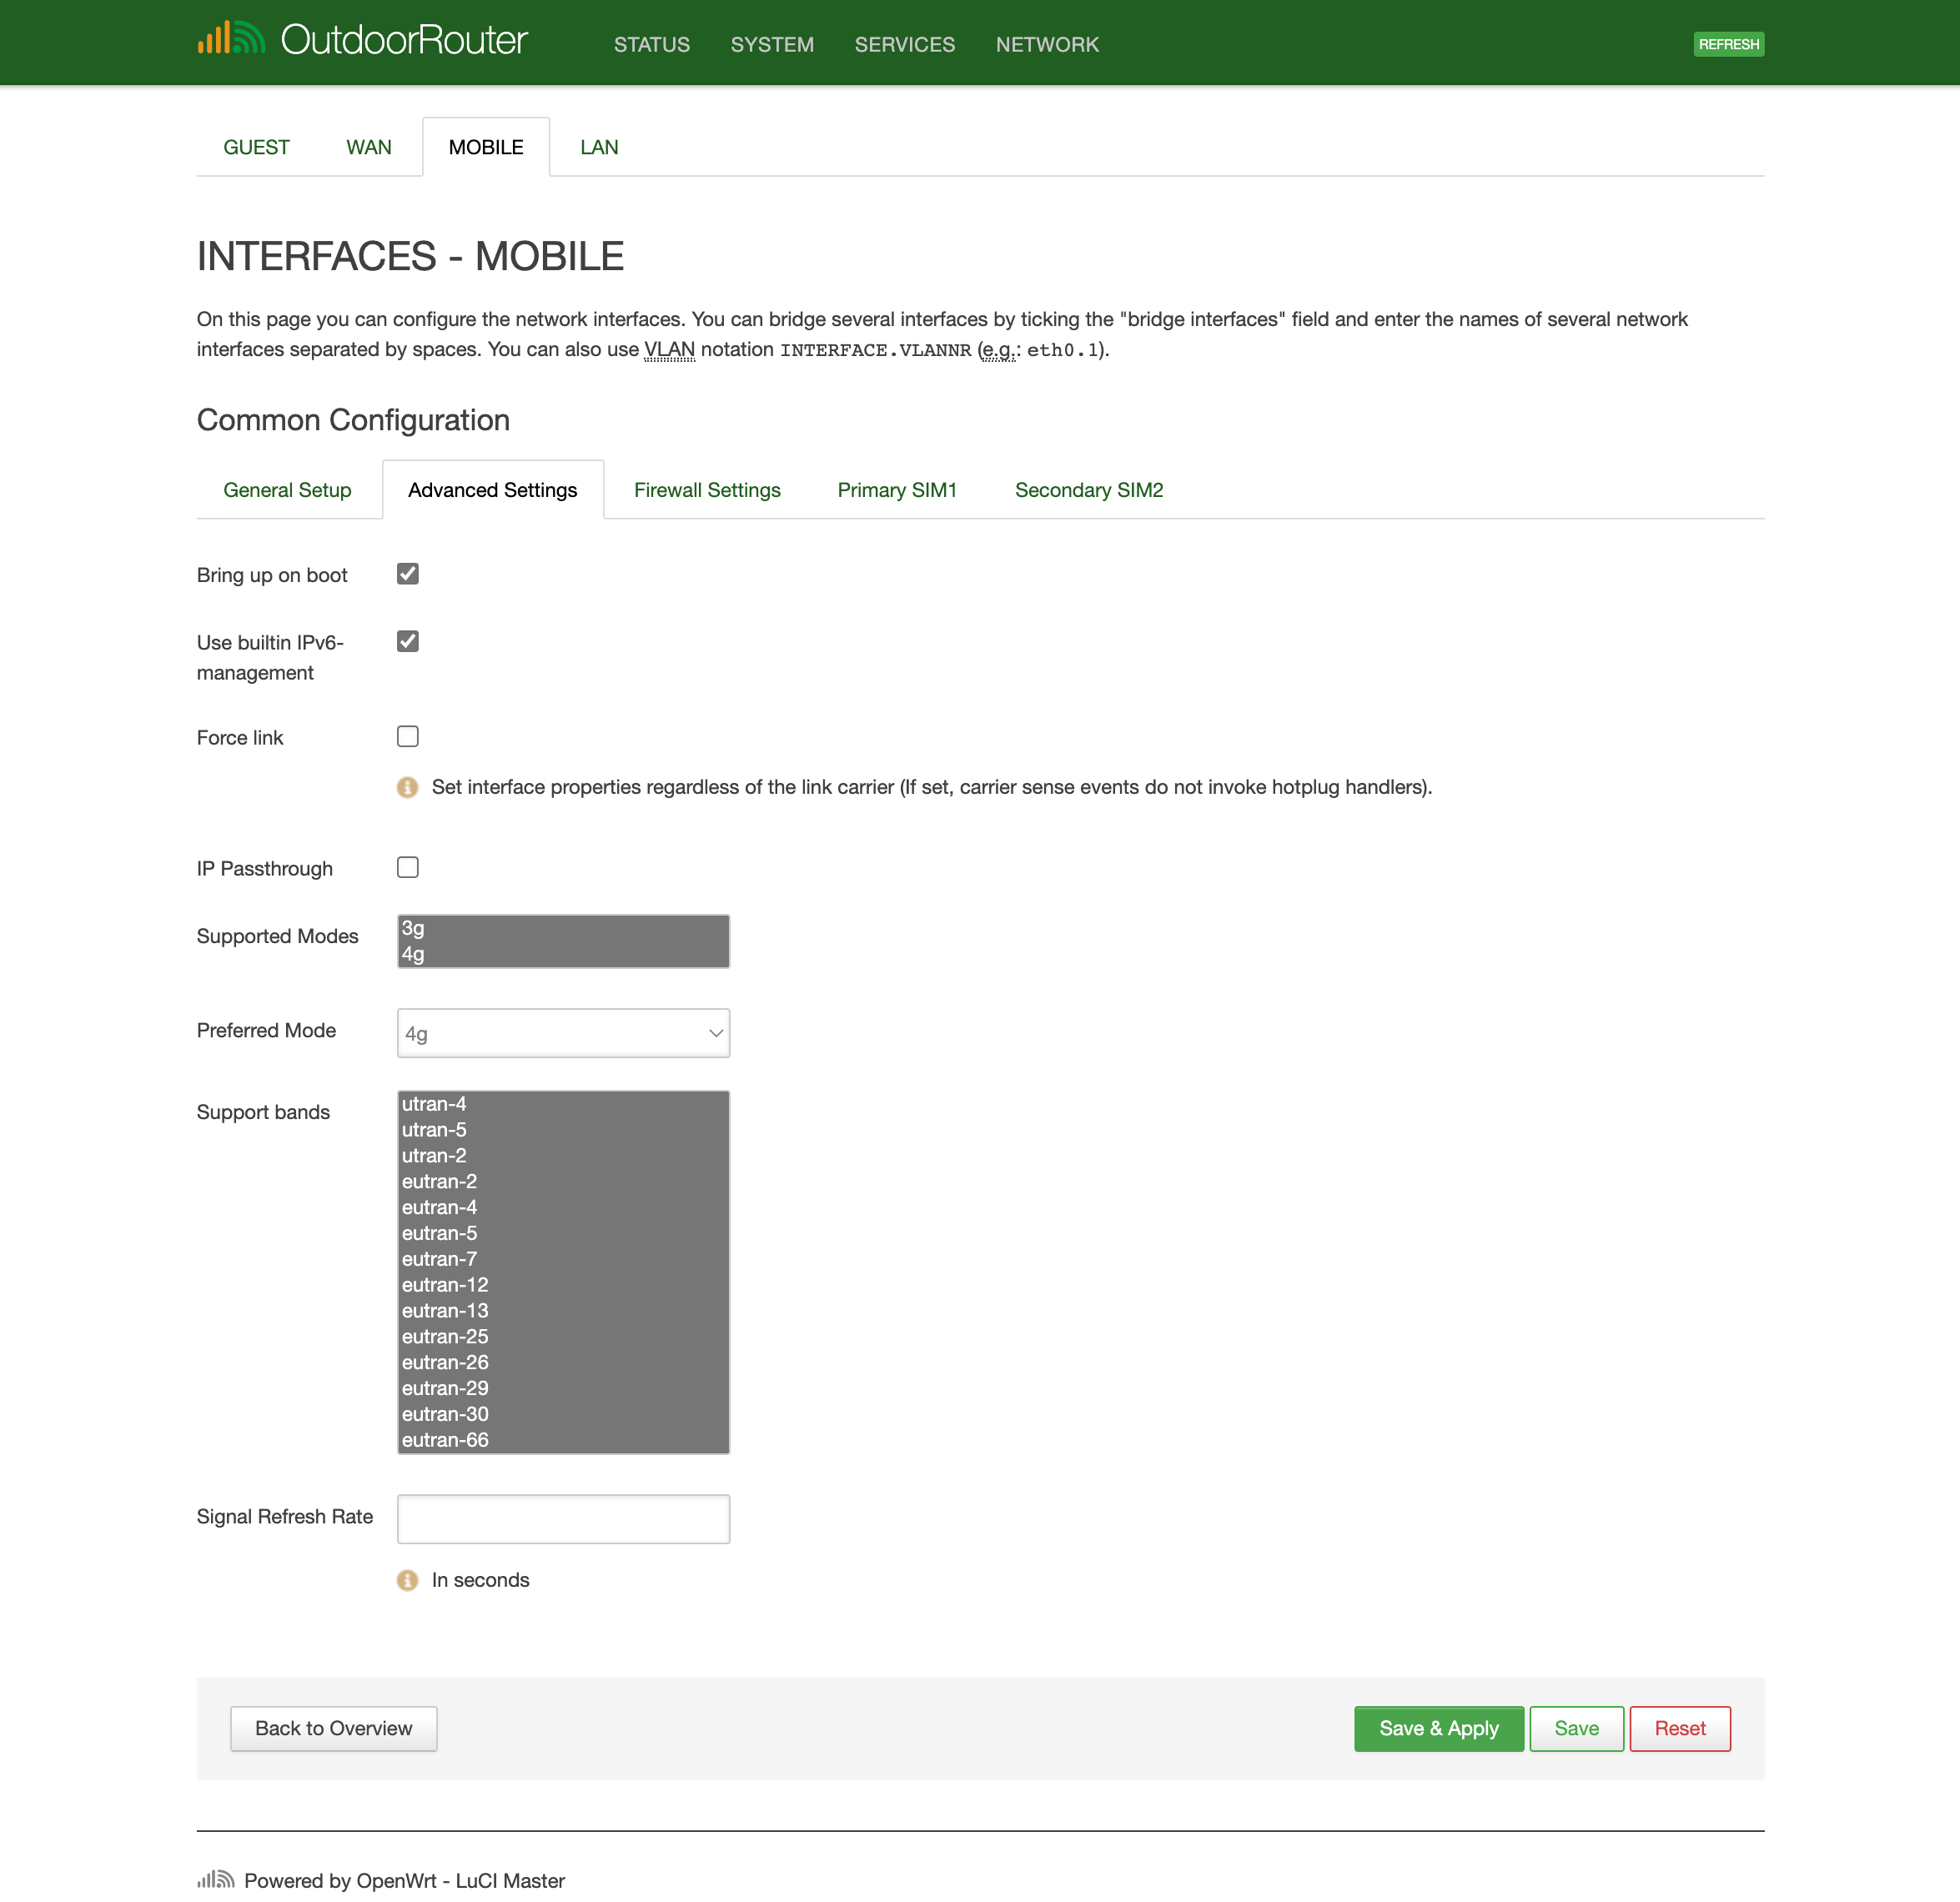 OutdoorRouter
STATUS SYSTEM SERVICES NETWORK
REFRESH
GUEST WAN MOBILE LAN
INTERFACES - MOBILE
On this page you can configure the network interfaces. You can bridge several interfaces by ticking the "bridge interfaces" field and enter the names of several network
interfaces separated by spaces. You can also use VLAN notation INTERFACE.VLANNR (e.g.: eth0.1).
Common Configuration
General Setup Advanced Settings Firewall Settings Primary SIM1 Secondary SIM2
Bring up on boot
Use builtin IPv6-
management
Force link
Set interface properties regardless of the link carrier (If set, carrier sense events do not invoke hotplug handlers).
IP Passthrough
Supported Modes
3g
4g
Preferred Mode
4g
Support bands
utran-4
utran-5
utran-2
eutran-2
eutran-4
eutran-5
eutran-7
eutran-12
eutran-13
eutran-25
eutran-26
eutran-29
eutran-30
eutran-66
Signal Refresh Rate
In seconds
Back to Overview
Save & Apply Save Reset
Powered by OpenWrt - LuCI Master